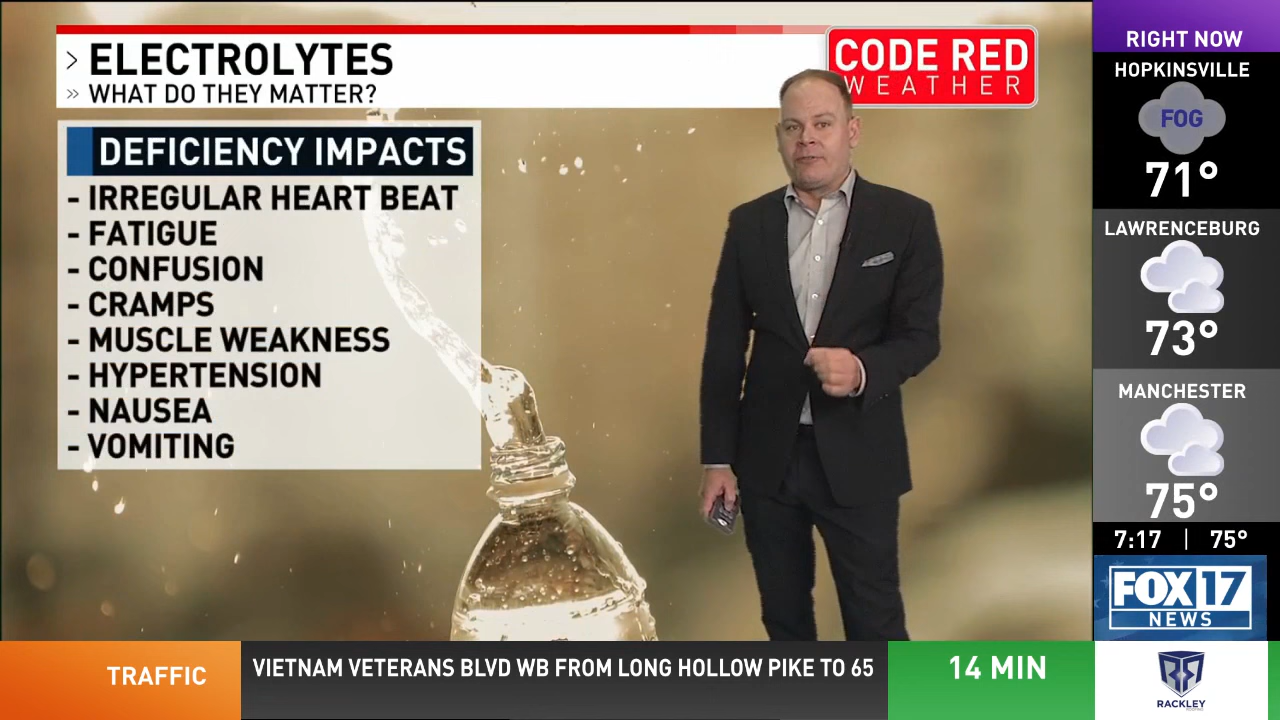 > ELECTROLYTES
» WHAT DO THEY MATTER?
CODE RED
WEATHER
DEFICIENCY IMPACTS
- IRREGULAR HEART BEAT
- FATIGUE
- CONFUSION
- CRAMPS
- MUSCLE WEAKNESS
- HYPERTENSION
- NAUSEA
- VOMITING
RIGHT NOW
HOPKINSVILLE
FOG
71°
LAWRENCEBURG
73°
MANCHESTER
75°
7:17 | 75°
FOX 17
NEWS
TRAFFIC
VIETNAM VETERANS BLVD WB FROM LONG HOLLOW PIKE TO 65
14 MIN
RACKLEY